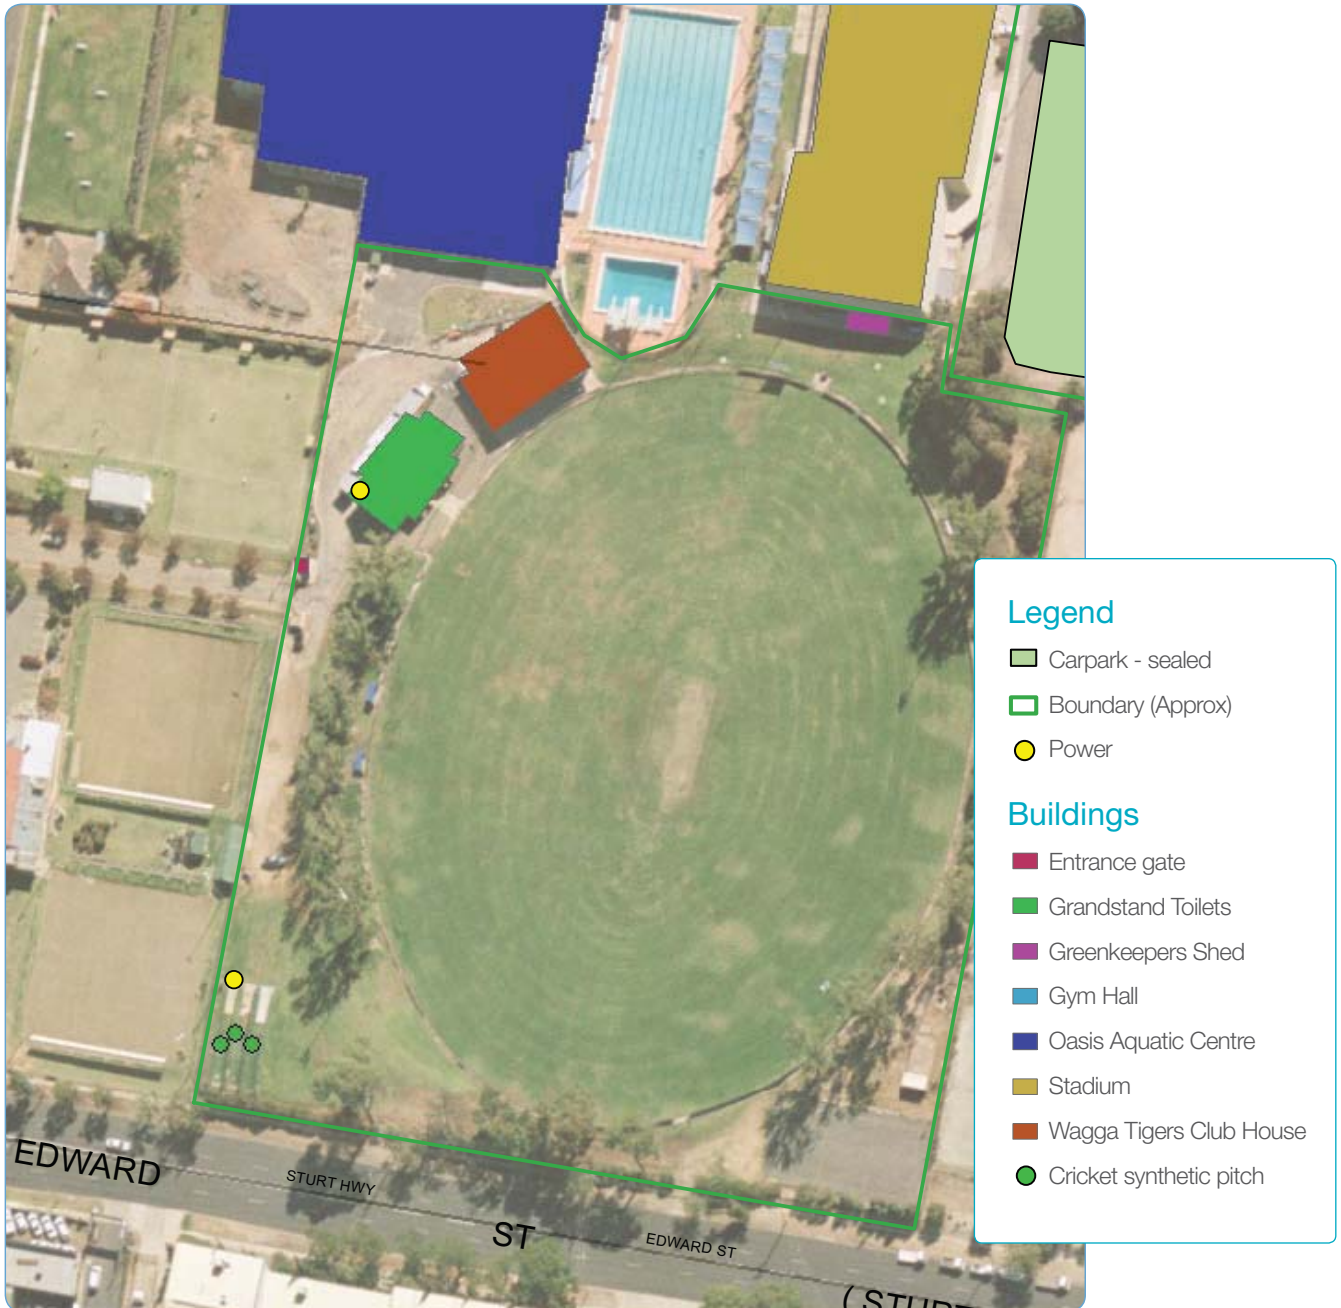 EDWARD
STURT HWY
ST
EDWARD ST
( STURT
Legend
Carpark - sealed
Boundary (Approx)
Power
Buildings
Entrance gate
Grandstand Toilets
Greenkeepers Shed
Gym Hall
Oasis Aquatic Centre
Stadium
Wagga Tigers Club House
Cricket synthetic pitch